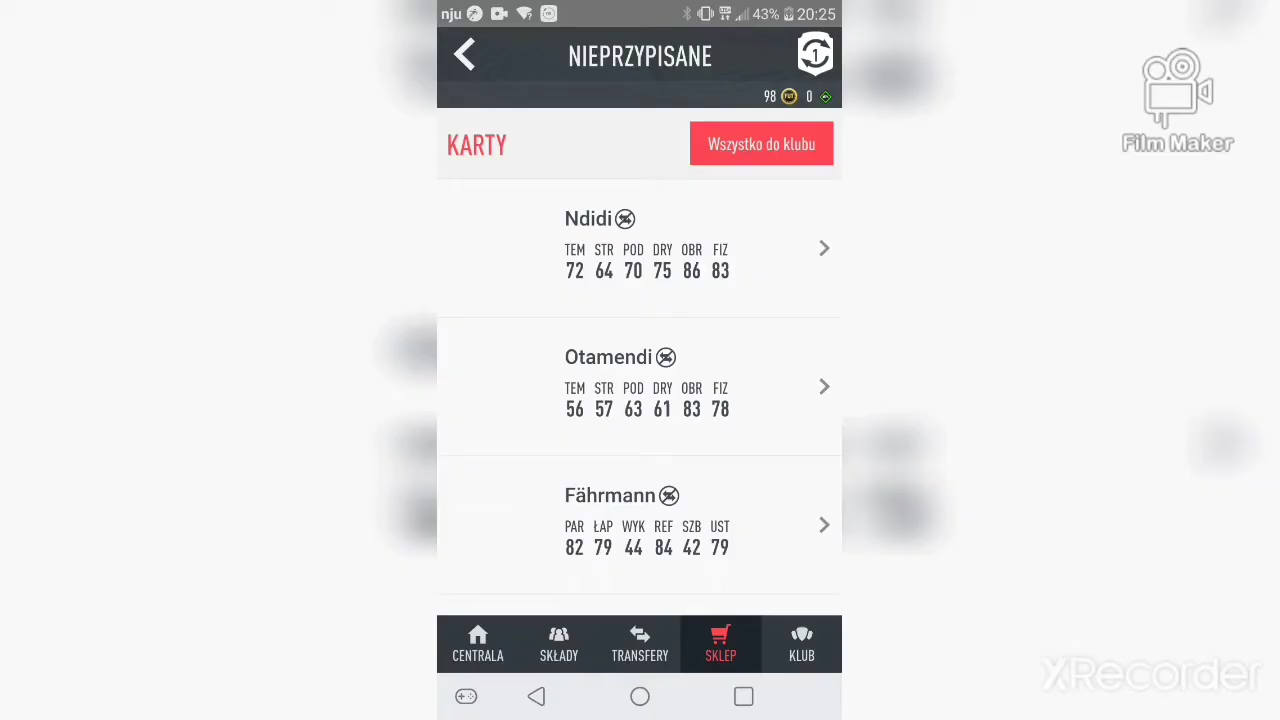 nju 43% 20:25
NIEPRZYPISANE
1
98 FUT 0
KARTY Wszystko do klubu
Ndidi
TEM STR POD DRY OBR FIZ
72 64 70 75 86 83
Otamendi
TEM STR POD DRY OBR FIZ
56 57 63 61 83 78
Fährmann
PAR ŁAP WYK REF SZB UST
82 79 44 84 42 79
CENTRALA SKŁADY TRANSFERY SKLEP KLUB
Film Maker
XRecorder